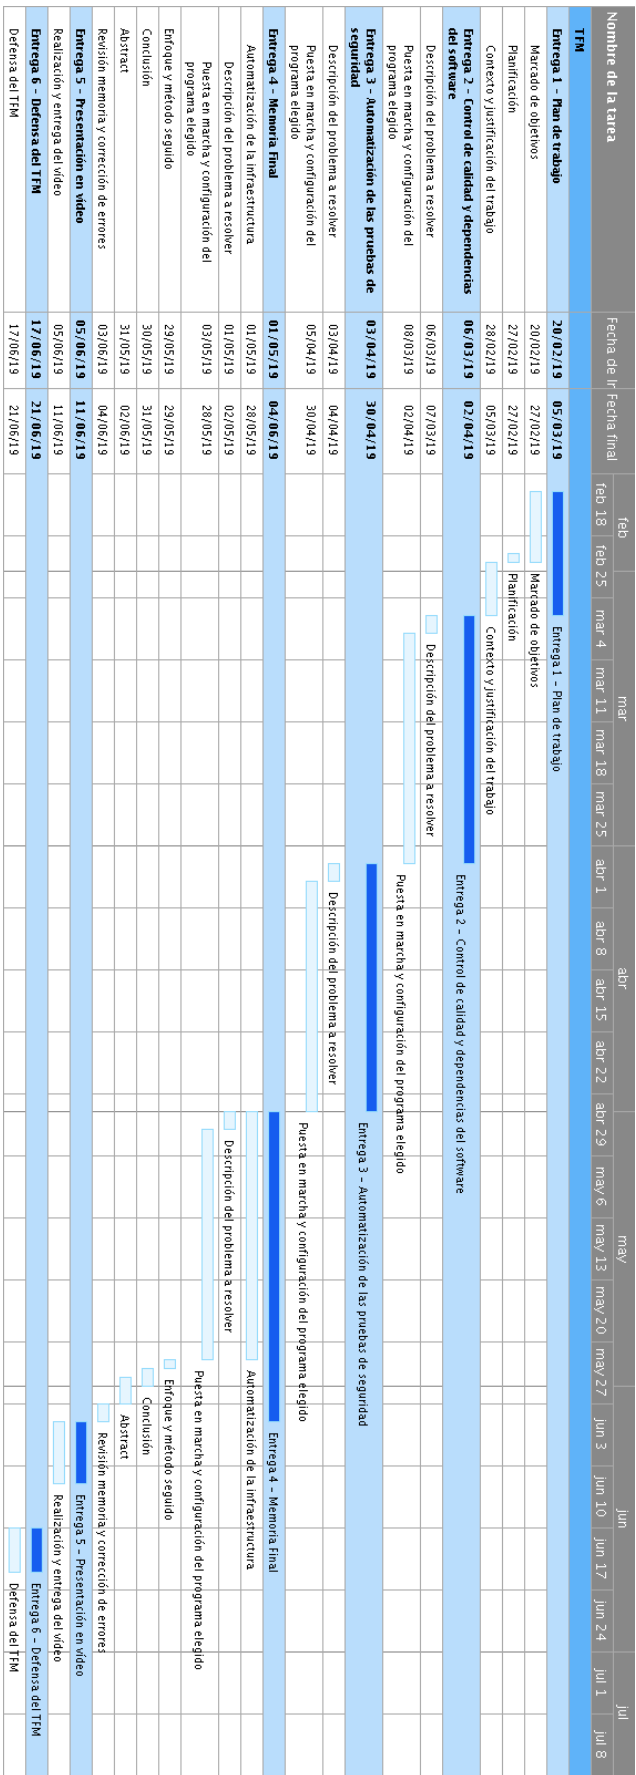 Nombre de la tarea Fecha de Ir Fecha final
feb mar abr may jun jul
feb 18 feb 25 mar 4 mar 11 mar 18 mar 25 abr 1 abr 8 abr 15 abr 22 abr 29 may 6 may 13 may 20 may 27 jun 3 jun 10 jun 17 jun 24 jul 1 jul 8
TFM
Entrega 1 – Plan de trabajo 20/02/19 05/03/19 Entrega 1 – Plan de trabajo
Marcado de objetivos 20/02/19 27/02/19 Marcado de objetivos
Planificación 27/02/19 27/02/19 Planificación
Contexto y justificación del trabajo 28/02/19 05/03/19 Contexto y justificación del trabajo
Entrega 2 – Control de calidad y dependencias
del software 06/03/19 02/04/19 Entrega 2 – Control de calidad y dependencias del software
Descripción del problema a resolver 06/03/19 07/03/19 Descripción del problema a resolver
Puesta en marcha y configuración del
programa elegido 08/03/19 02/04/19 Puesta en marcha y configuración del programa elegido
Entrega 3 – Automatización de las pruebas de
seguridad 03/04/19 30/04/19 Entrega 3 – Automatización de las pruebas de seguridad
Descripción del problema a resolver 03/04/19 04/04/19 Descripción del problema a resolver
Puesta en marcha y configuración del
programa elegido 05/04/19 30/04/19 Puesta en marcha y configuración del programa elegido
Entrega 4 – Memoria Final 01/05/19 04/06/19 Entrega 4 – Memoria Final
Automatización de la infraestructura 01/05/19 28/05/19 Automatización de la infraestructura
Descripción del problema a resolver 01/05/19 02/05/19 Descripción del problema a resolver
Puesta en marcha y configuración del
programa elegido 03/05/19 28/05/19 Puesta en marcha y configuración del programa elegido
Enfoque y método seguido 29/05/19 29/05/19 Enfoque y método seguido
Conclusión 30/05/19 31/05/19 Conclusión
Abstract 31/05/19 02/06/19 Abstract
Revisión memoria y corrección de errores 03/06/19 04/06/19 Revisión memoria y corrección de errores
Entrega 5 – Presentación en vídeo 05/06/19 11/06/19 Entrega 5 – Presentación en vídeo
Realización y entrega del vídeo 05/06/19 11/06/19 Realización y entrega del vídeo
Entrega 6 – Defensa del TFM 17/06/19 21/06/19 Entrega 6 – Defensa del TFM
Defensa del TFM 17/06/19 21/06/19 Defensa del TFM